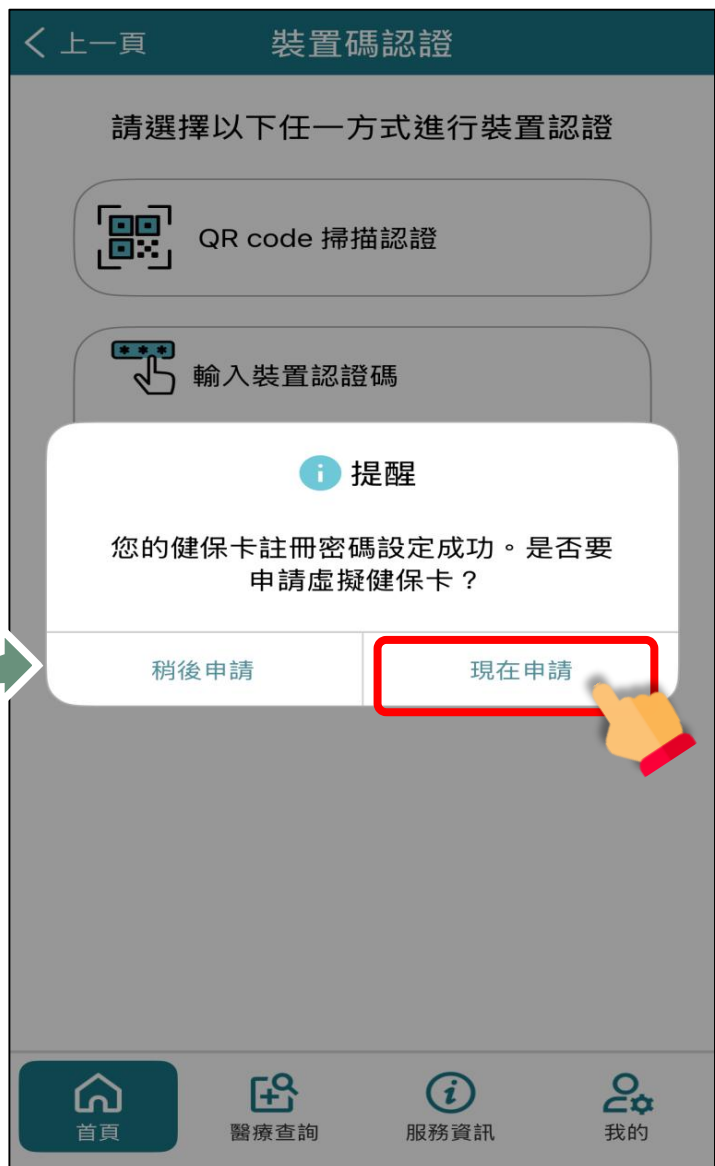 上一頁 裝置碼認證
請選擇以下任一方式進行裝置認證
QR code 掃描認證
***
輸入裝置認證碼
i 提醒
您的健保卡註冊密碼設定成功。是否要
申請虛擬健保卡？
稍後申請 現在申請
首頁 醫療查詢 服務資訊 我的